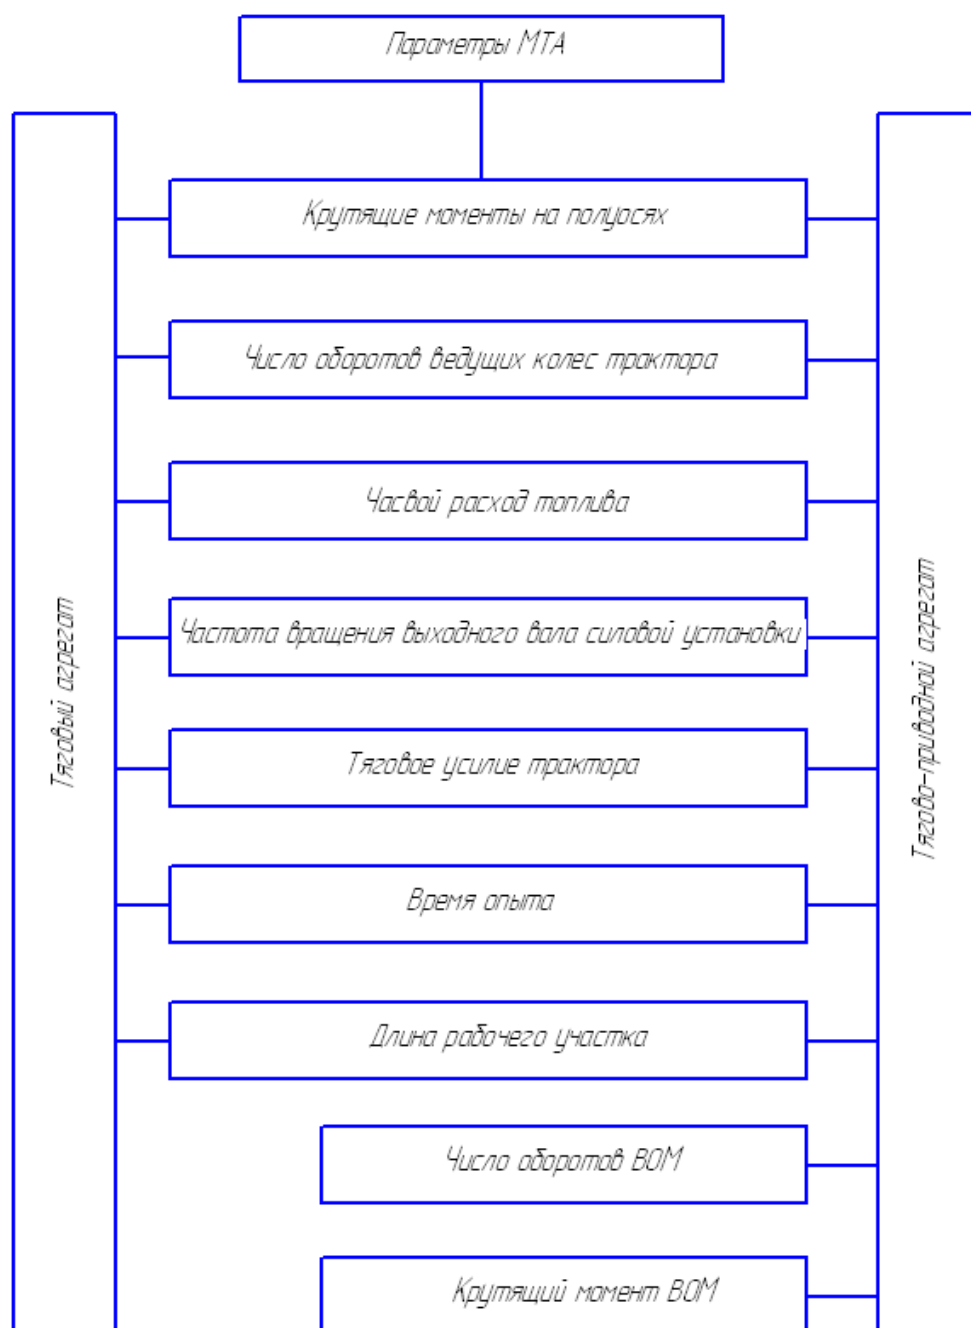 Параметры МТА
Крутящие моменты на полуосях
Число оборотов ведущих колес трактора
Часвой расход топлива
Частота вращения выходного вала силовой установки
Тяговое усилие трактора
Время опыта
Длина рабочего участка
Число оборотов ВОМ
Крутящий момент ВОМ
Тяговый агрегат
Тягово-приводной агрегат